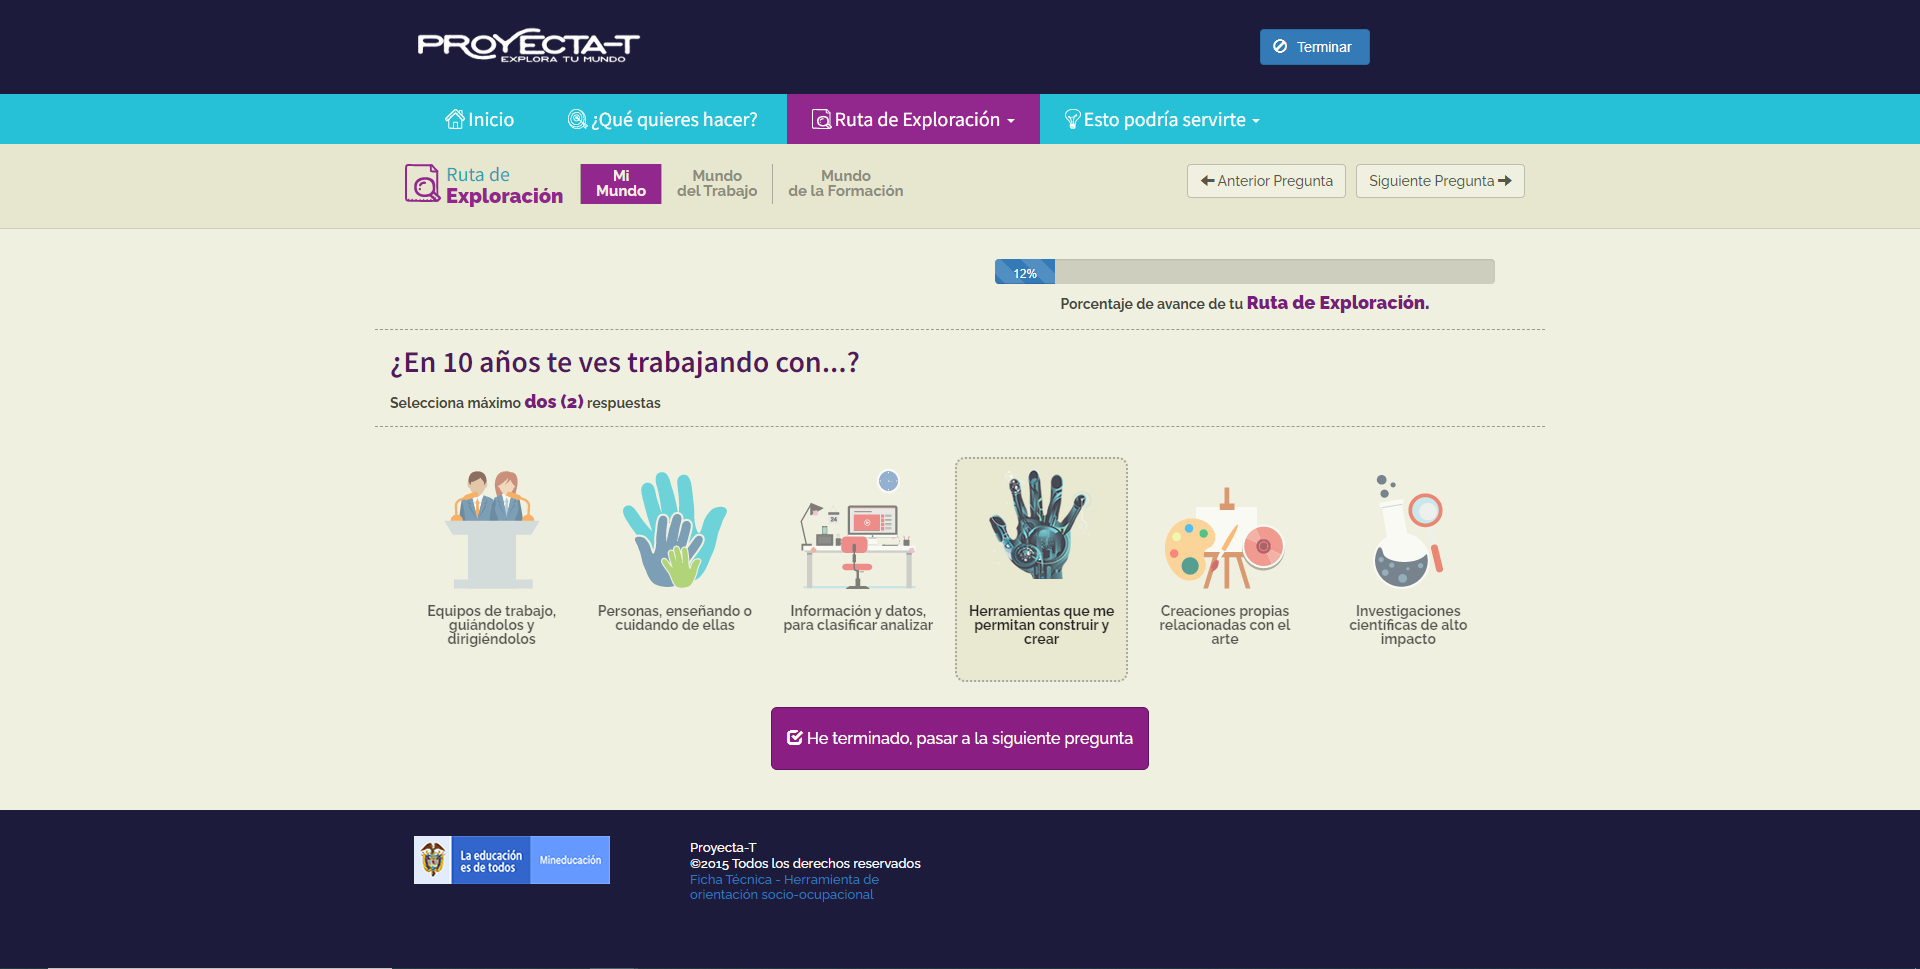 PROYECTA-T
EXPLORA TU MUNDO
Terminar
Inicio
¿Qué quieres hacer?
Ruta de Exploración
Esto podría servirte
Ruta de
Exploración
Mi
Mundo
Mundo
del Trabajo
Mundo
de la Formación
Anterior Pregunta
Siguiente Pregunta
12%
Porcentaje de avance de tu Ruta de Exploración.
¿En 10 años te ves trabajando con...?
Selecciona máximo dos (2) respuestas
24
Equipos de trabajo,
guiándolos y
dirigiéndolos
Personas, enseñando o
cuidando de ellas
Información y datos,
para clasificar analizar
Herramientas que me
permitan construir y
crear
Creaciones propias
relacionadas con el
arte
Investigaciones
científicas de alto
impacto
He terminado, pasar a la siguiente pregunta
La educación
es de todos
Mineducación
Proyecta-T
©2015 Todos los derechos reservados
Ficha Técnica - Herramienta de
orientación socio-ocupacional